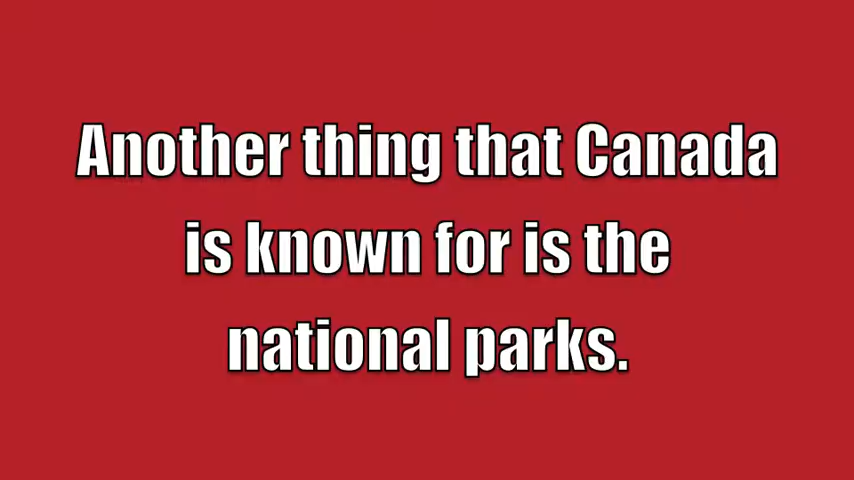 Another thing that Canada
is known for is the
national parks.